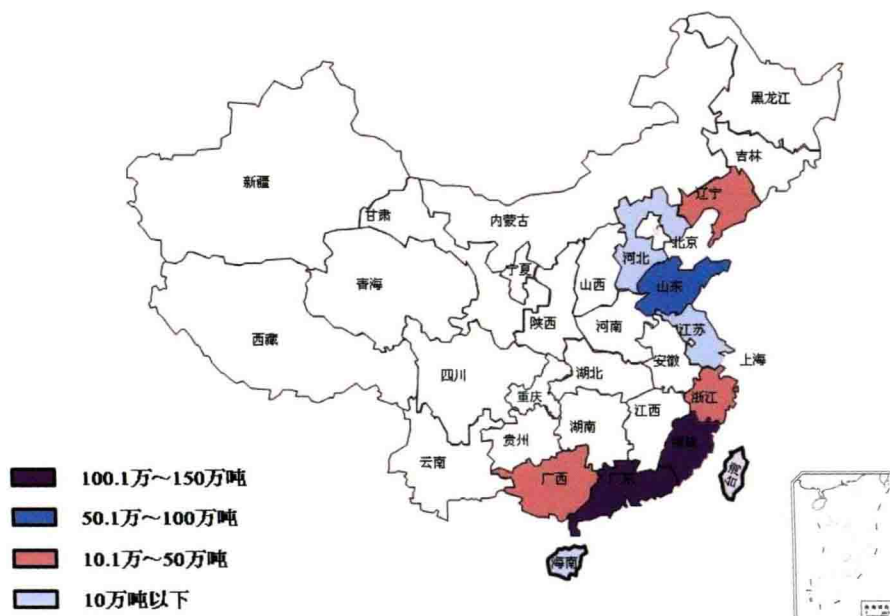 黑龙江
吉林
辽宁
新疆
甘肃
内蒙古
北京
河北
宁夏
山西
青海
山东
陕西
河南
江苏
西藏
安徽
上海
四川
湖北
重庆
浙江
江西
湖南
贵州
福建
云南
广西
广东
台湾
海南
100.1万～150万吨
50.1万～100万吨
10.1万～50万吨
10万吨以下